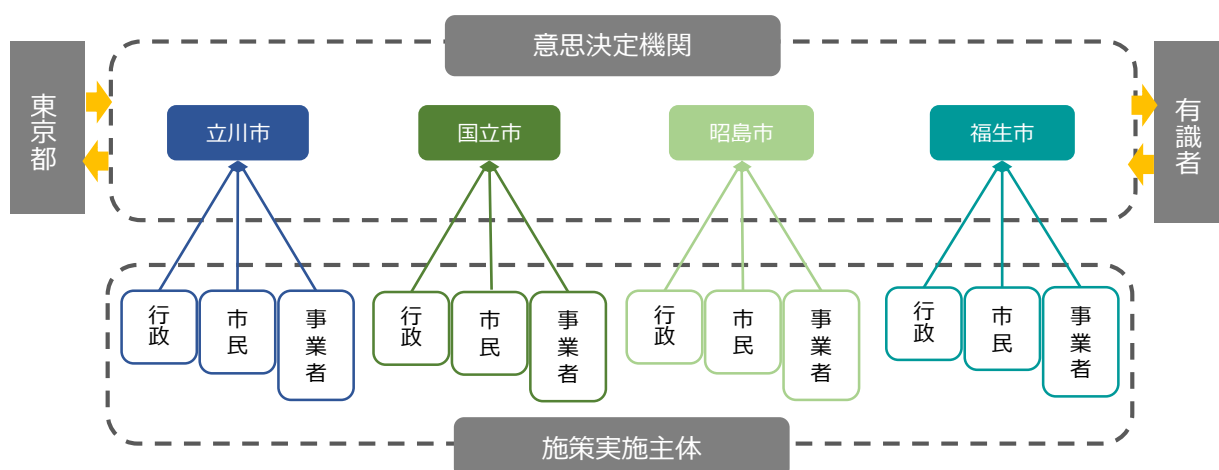 意思決定機関
東京都
有識者
立川市
国立市
昭島市
福生市
行政
市民
事業者
行政
市民
事業者
行政
市民
事業者
行政
市民
事業者
施策実施主体